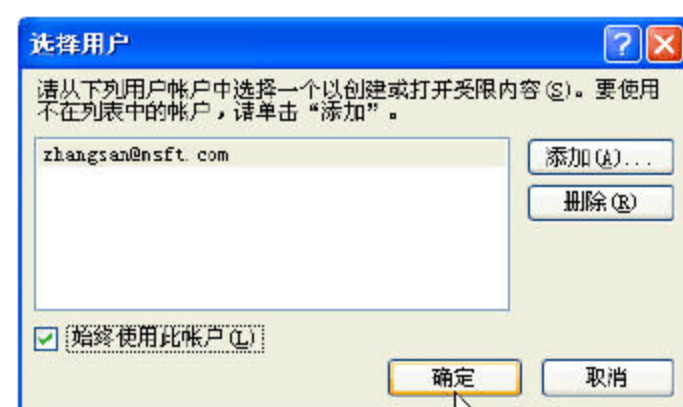 选择用户
请从下列用户帐户中选择一个以创建或打开受限内容(S)。要使用
不在列表中的帐户，请单击“添加”。
zhangsan@nsft.com
添加(A)...
删除(R)
始终使用此帐户(L)
确定
取消